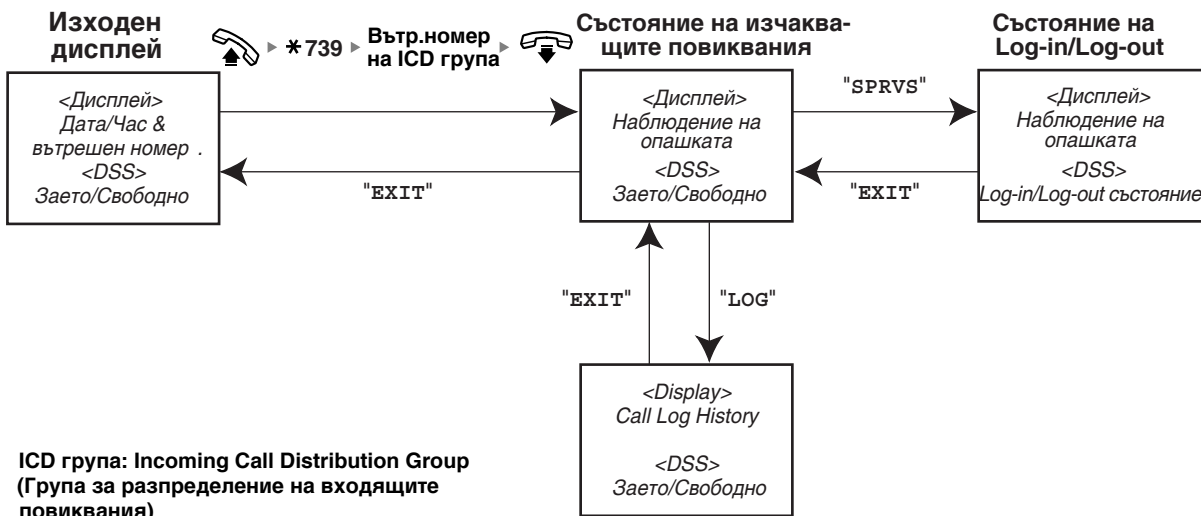 Изходен
дисплей
✱739
Вътр.номер
на ICD група
Състояние на изчаква-
щите повиквания
Състояние на
Log-in/Log-out
<Дисплей>
Дата/Час &
вътрешен номер .
<DSS>
Заето/Свободно
"EXIT"
<Дисплей>
Наблюдение на
опашката
<DSS>
Заето/Свободно
"SPRVS"
"EXIT"
<Дисплей>
Наблюдение на
опашката
<DSS>
Log-in/Log-out състояние
"EXIT"
"LOG"
<Display>
Call Log History
<DSS>
Заето/Свободно
ICD група: Incoming Call Distribution Group
(Група за разпределение на входящите
повиквания)